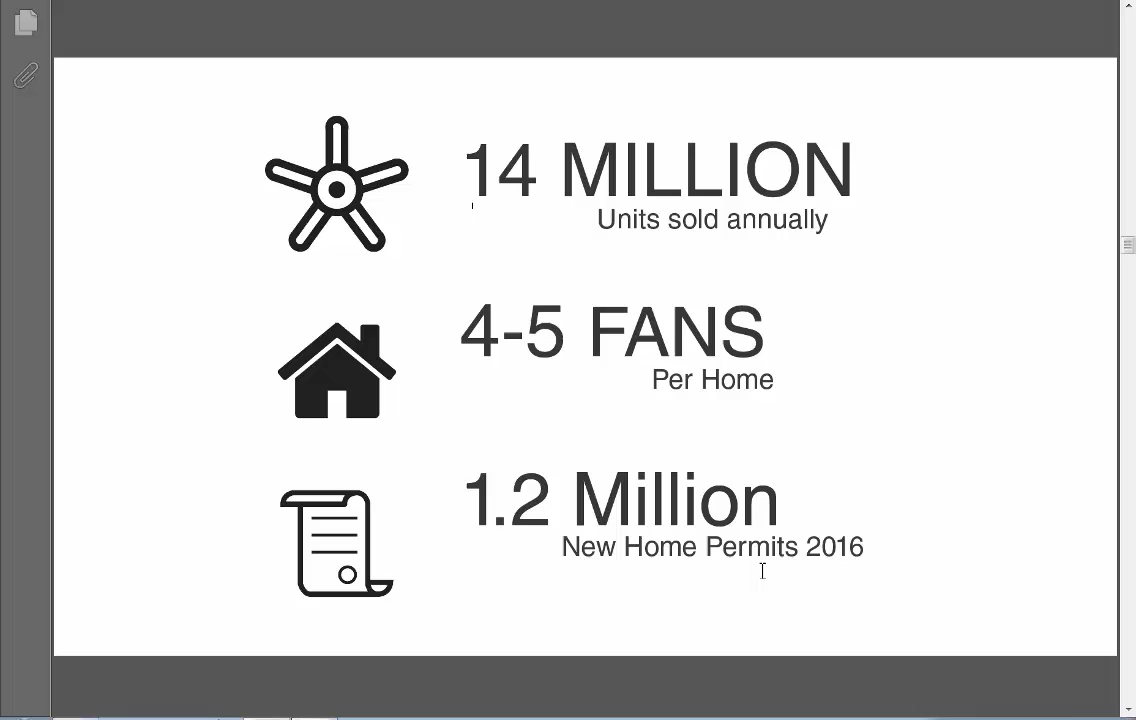 14 MILLION
Units sold annually
4-5 FANS
Per Home
1.2 Million
New Home Permits 2016